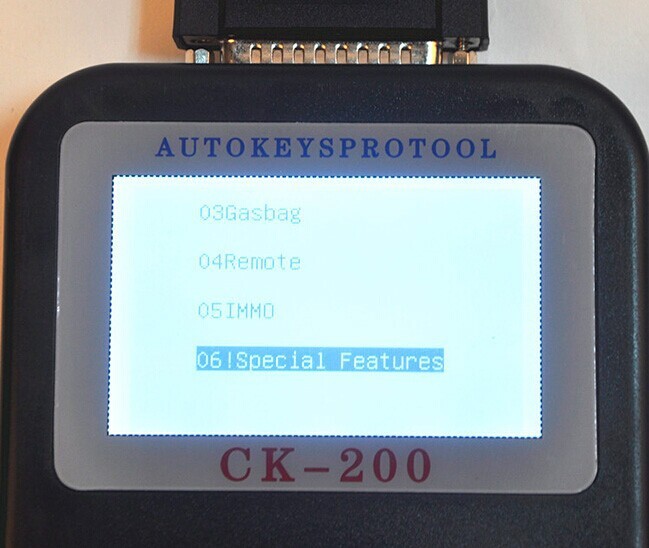 AUTOKEYSPROTOOL
03Gasbag
04Remote
05IMMO
06!Special Features
CK-200